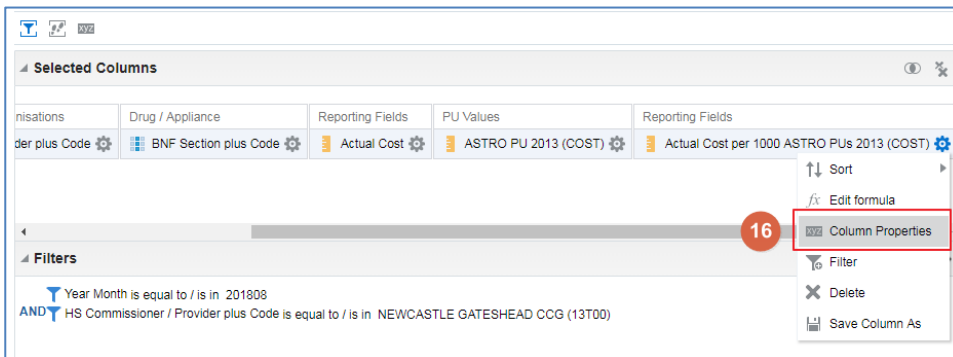 xyz
Selected Columns
nisations Drug / Appliance Reporting Fields PU Values Reporting Fields
der plus Code BNF Section plus Code Actual Cost ASTRO PU 2013 (COST) Actual Cost per 1000 ASTRO PUs 2013 (COST)
Sort
fx Edit formula
16 xyz Column Properties
Filter
Delete
Save Column As
Filters
Year Month is equal to / is in 201808
AND HS Commissioner / Provider plus Code is equal to / is in NEWCASTLE GATESHEAD CCG (13T00)